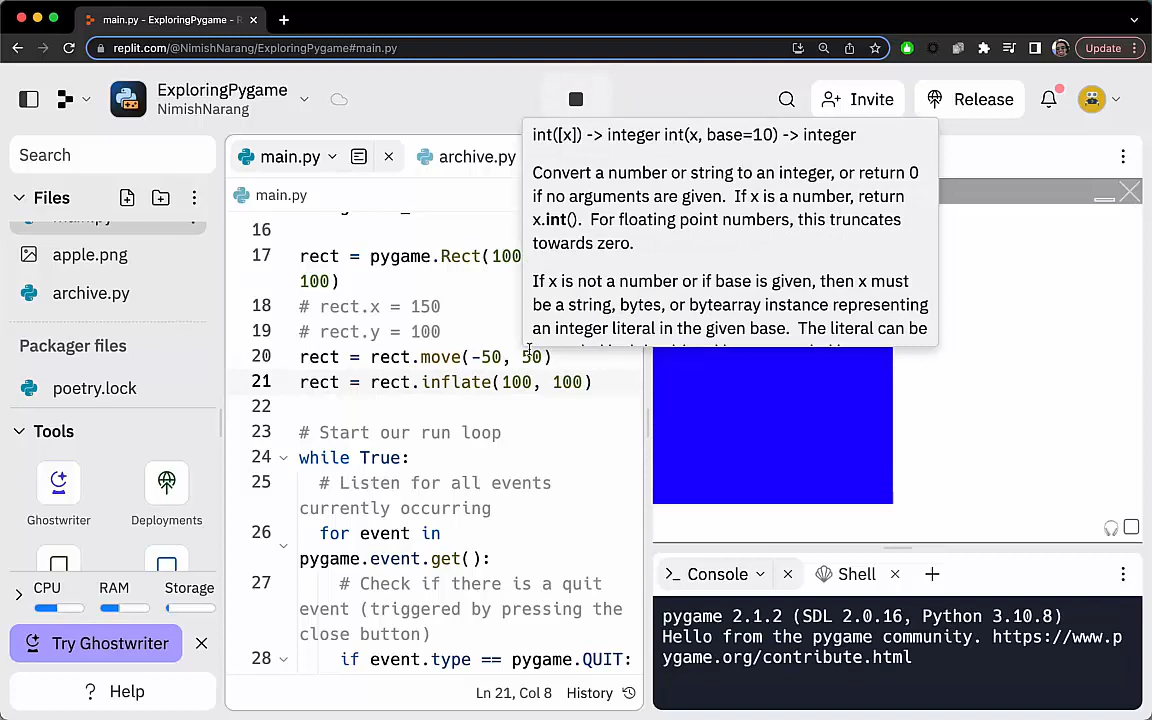 main.py - ExploringPygame - R
replit.com/@NimishNarang/ExploringPygame#main.py
Update
ExploringPygame
NimishNarang
Invite
Release
Search
Files
apple.png
archive.py
Packager files
poetry.lock
Tools
Ghostwriter
Deployments
CPU
RAM
Storage
Try Ghostwriter
? Help
main.py
archive.py
main.py
16
17 rect = pygame.Rect(100
100)
18 # rect.x = 150
19 # rect.y = 100
20 rect = rect.move(-50, 50)
21 rect = rect.inflate(100, 100)
22
23 # Start our run loop
24 while True:
25 # Listen for all events
currently occurring
26 for event in
pygame.event.get():
27 # Check if there is a quit
event (triggered by pressing the
close button)
28 if event.type == pygame.QUIT:
Ln 21, Col 8 History
int([x]) -> integer int(x, base=10) -> integer
Convert a number or string to an integer, or return 0
if no arguments are given. If x is a number, return
x.int(). For floating point numbers, this truncates
towards zero.
If x is not a number or if base is given, then x must
be a string, bytes, or bytearray instance representing
an integer literal in the given base. The literal can be
>_ Console
Shell
pygame 2.1.2 (SDL 2.0.16, Python 3.10.8)
Hello from the pygame community. https://www.p
ygame.org/contribute.html